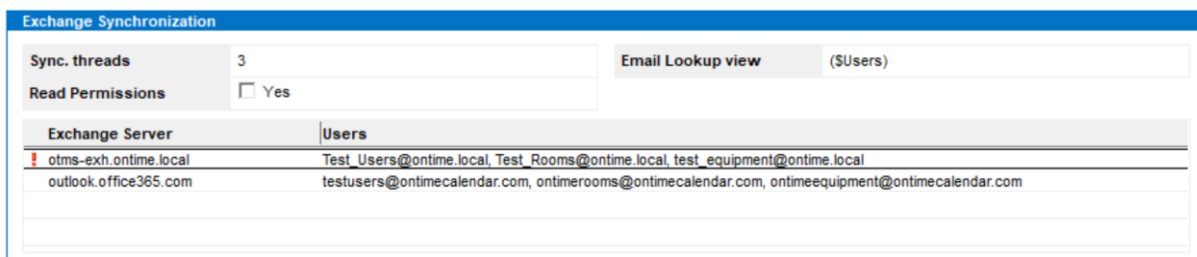 Exchange Synchronization
Sync. threads 3 Email Lookup view ($Users)
Read Permissions Yes
Exchange Server Users
! otms-exh.ontime.local Test_Users@ontime.local, Test_Rooms@ontime.local, test_equipment@ontime.local
outlook.office365.com testusers@ontimecalendar.com, ontimerooms@ontimecalendar.com, ontimeequipment@ontimecalendar.com